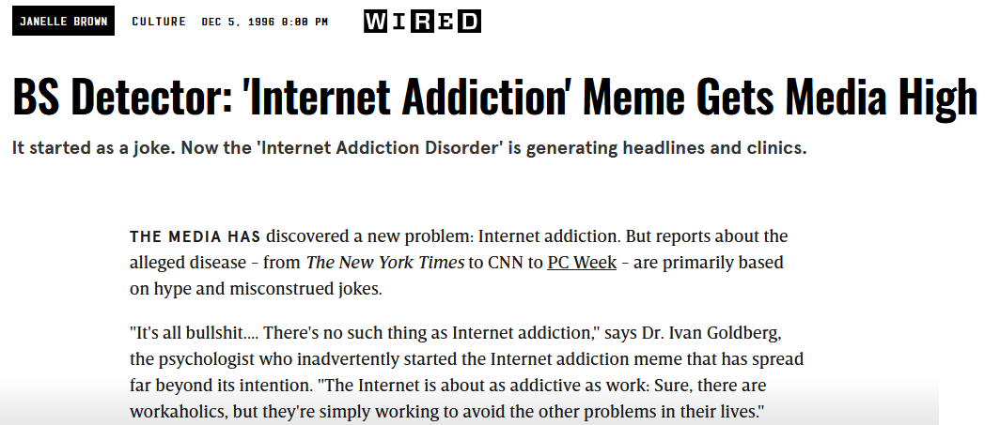 JANELLE BROWN CULTURE DEC 5, 1996 8:00 PM WIRED
BS Detector: 'Internet Addiction' Meme Gets Media High
It started as a joke. Now the 'Internet Addiction Disorder' is generating headlines and clinics.
THE MEDIA HAS discovered a new problem: Internet addiction. But reports about the
alleged disease – from The New York Times to CNN to PC Week – are primarily based
on hype and misconstrued jokes.
"It's all bullshit.... There's no such thing as Internet addiction," says Dr. Ivan Goldberg,
the psychologist who inadvertently started the Internet addiction meme that has spread
far beyond its intention. "The Internet is about as addictive as work: Sure, there are
workaholics, but they're simply working to avoid the other problems in their lives."